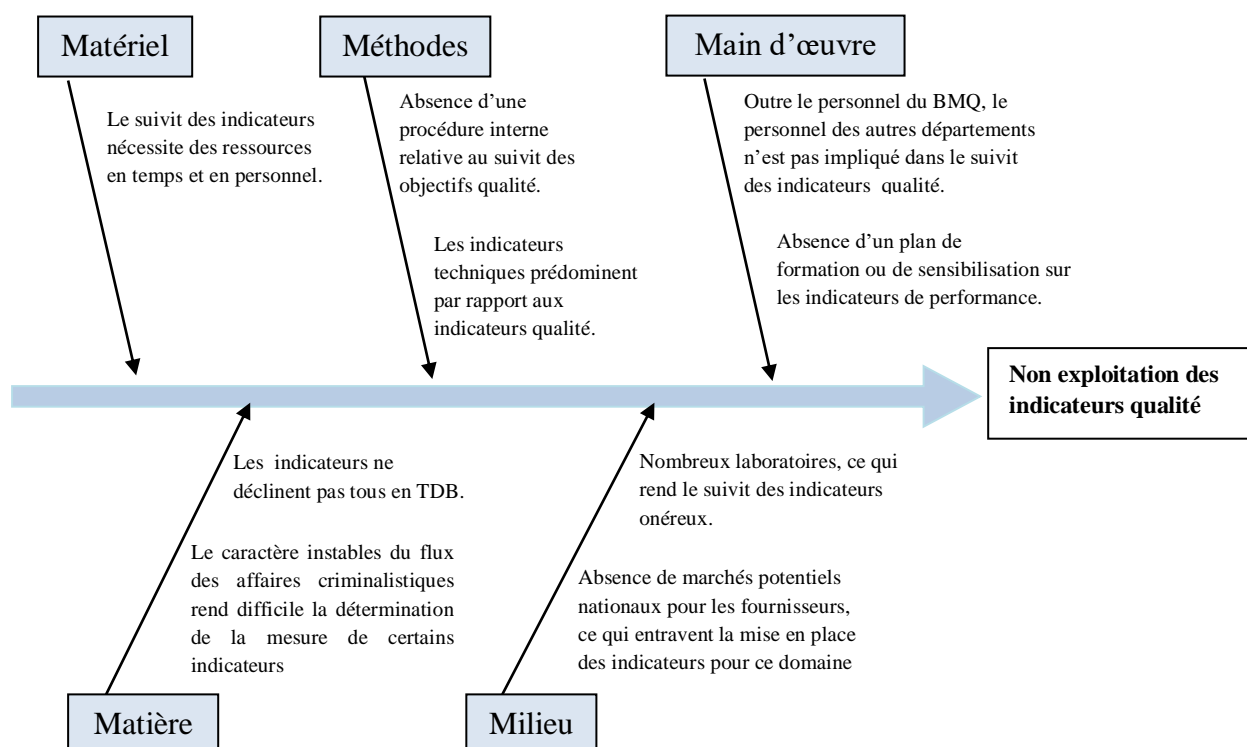 Matériel
Le suivit des indicateurs
nécessite des ressources
en temps et en personnel.
Méthodes
Absence d'une
procédure interne
relative au suivit des
objectifs qualité.
Les indicateurs
techniques prédominent
par rapport aux
indicateurs qualité.
Main d'œuvre
Outre le personnel du BMQ, le
personnel des autres départements
n'est pas impliqué dans le suivit
des indicateurs qualité.
Absence d'un plan de
formation ou de sensibilisation sur
les indicateurs de performance.
Non exploitation des
indicateurs qualité
Les indicateurs ne
déclinent pas tous en TDB.
Le caractère instables du flux
des affaires criminalistiques
rend difficile la détermination
de la mesure de certains
indicateurs
Matière
Nombreux laboratoires, ce qui
rend le suivit des indicateurs
onéreux.
Absence de marchés potentiels
nationaux pour les fournisseurs,
ce qui entravent la mise en place
des indicateurs pour ce domaine
Milieu